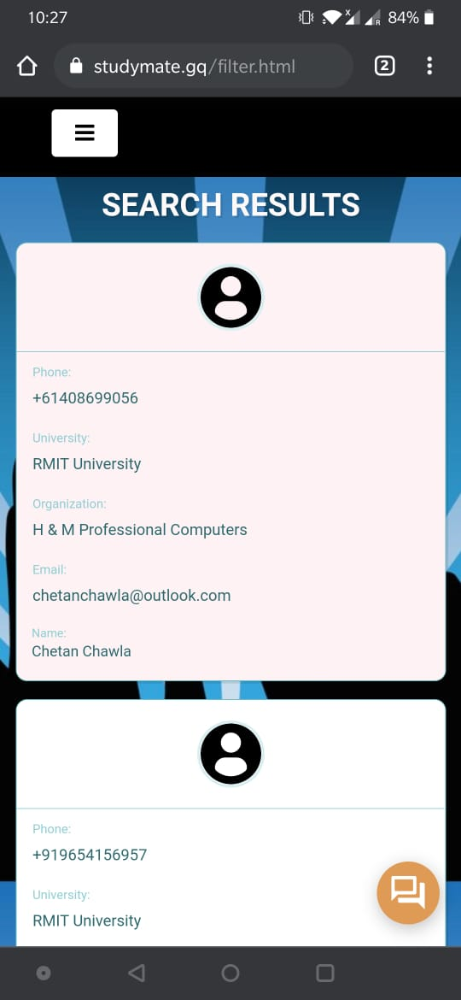 10:27
84%
studymate.gq/filter.html
2
SEARCH RESULTS
Phone:
+61408699056
University:
RMIT University
Organization:
H & M Professional Computers
Email:
chetanchawla@outlook.com
Name:
Chetan Chawla
Phone:
+919654156957
University:
RMIT University